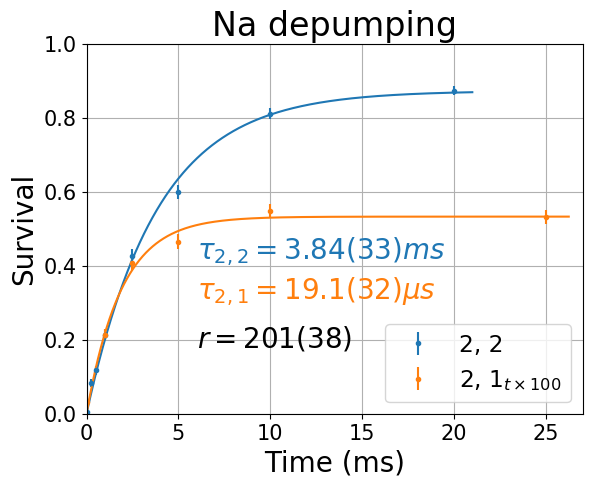 Na depumping
Survival
1.0
0.8
0.6
0.4
0.2
0.0
τ₂,₂ = 3.84(33)ms
τ₂,₁ = 19.1(32)μs
r = 201(38)
2, 2
2, 1ₜ×₁₀₀
0 5 10 15 20 25
Time (ms)